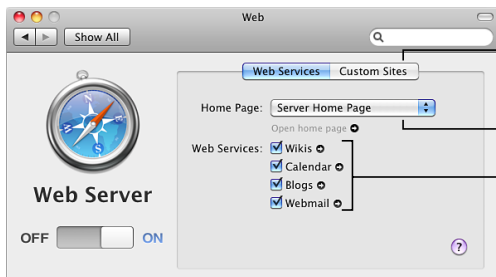 Web
Show All
Web Services Custom Sites
Home Page: Server Home Page
Open home page
Web Services: Wikis
Calendar
Blogs
Webmail
Web Server
OFF ON
?